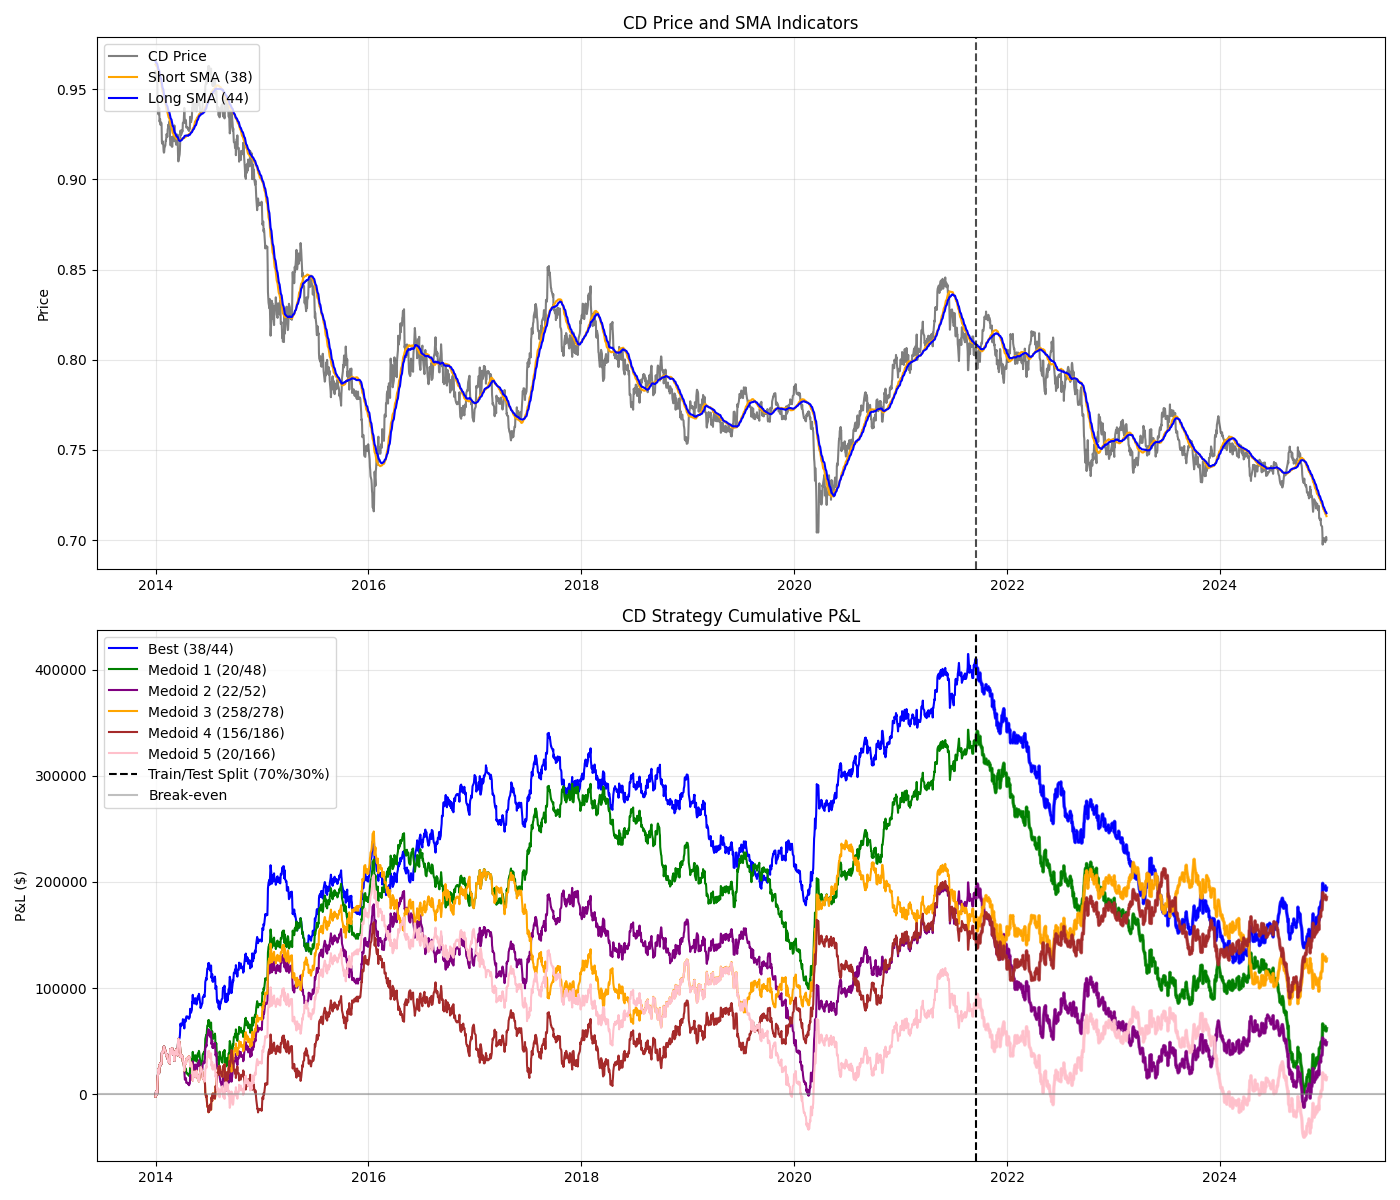 CD Price and SMA Indicators
CD Price
Short SMA (38)
Long SMA (44)
Price
0.95
0.90
0.85
0.80
0.75
0.70
2014 2016 2018 2020 2022 2024
CD Strategy Cumulative P&L
Best (38/44)
Medoid 1 (20/48)
Medoid 2 (22/52)
Medoid 3 (258/278)
Medoid 4 (156/186)
Medoid 5 (20/166)
Train/Test Split (70%/30%)
Break-even
P&L ($)
400000
300000
200000
100000
0
2014 2016 2018 2020 2022 2024